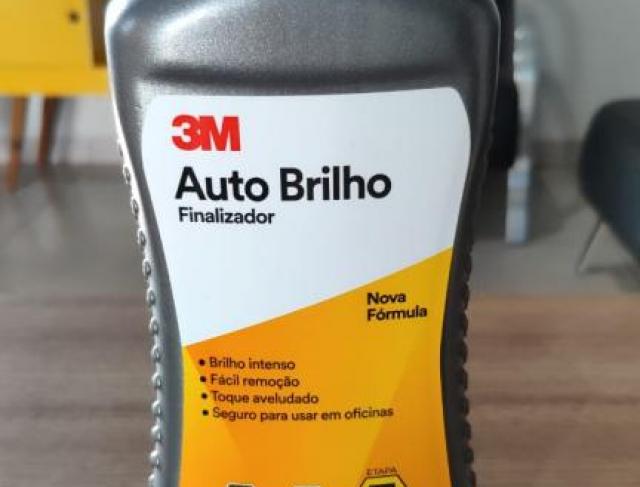 3M
Auto Brilho
Finalizador
Nova
Fórmula
• Brilho intenso
• Fácil remoção
• Toque aveludado
• Seguro para usar em oficinas
ETAPA